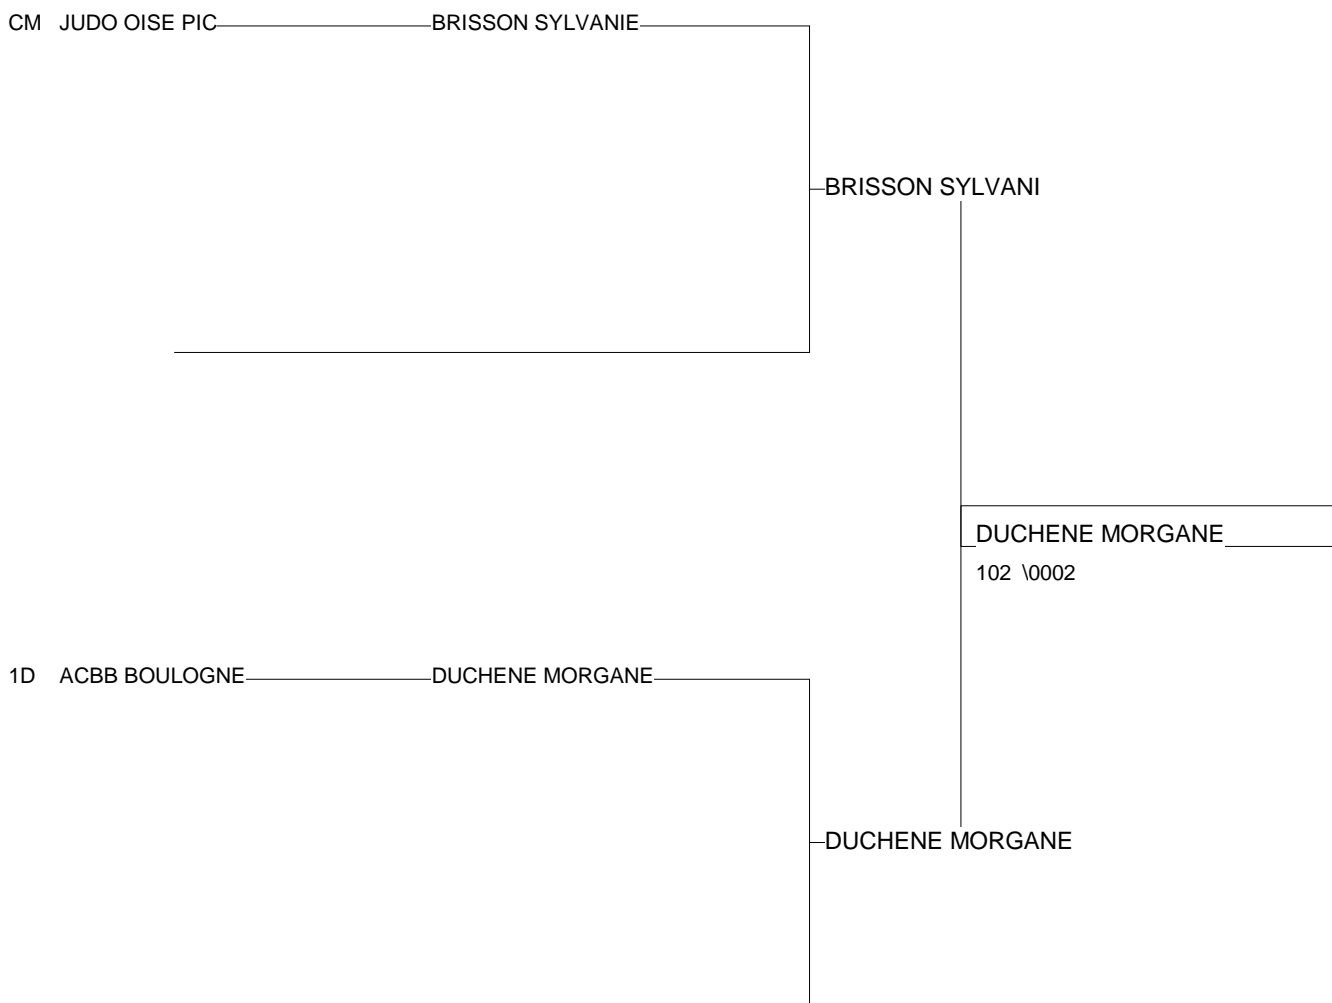 CM JUDO OISE PIC BRISSON SYLVANIE
BRISSON SYLVANI
DUCHENE MORGANE
102 \0002
1D ACBB BOULOGNE DUCHENE MORGANE
DUCHENE MORGANE